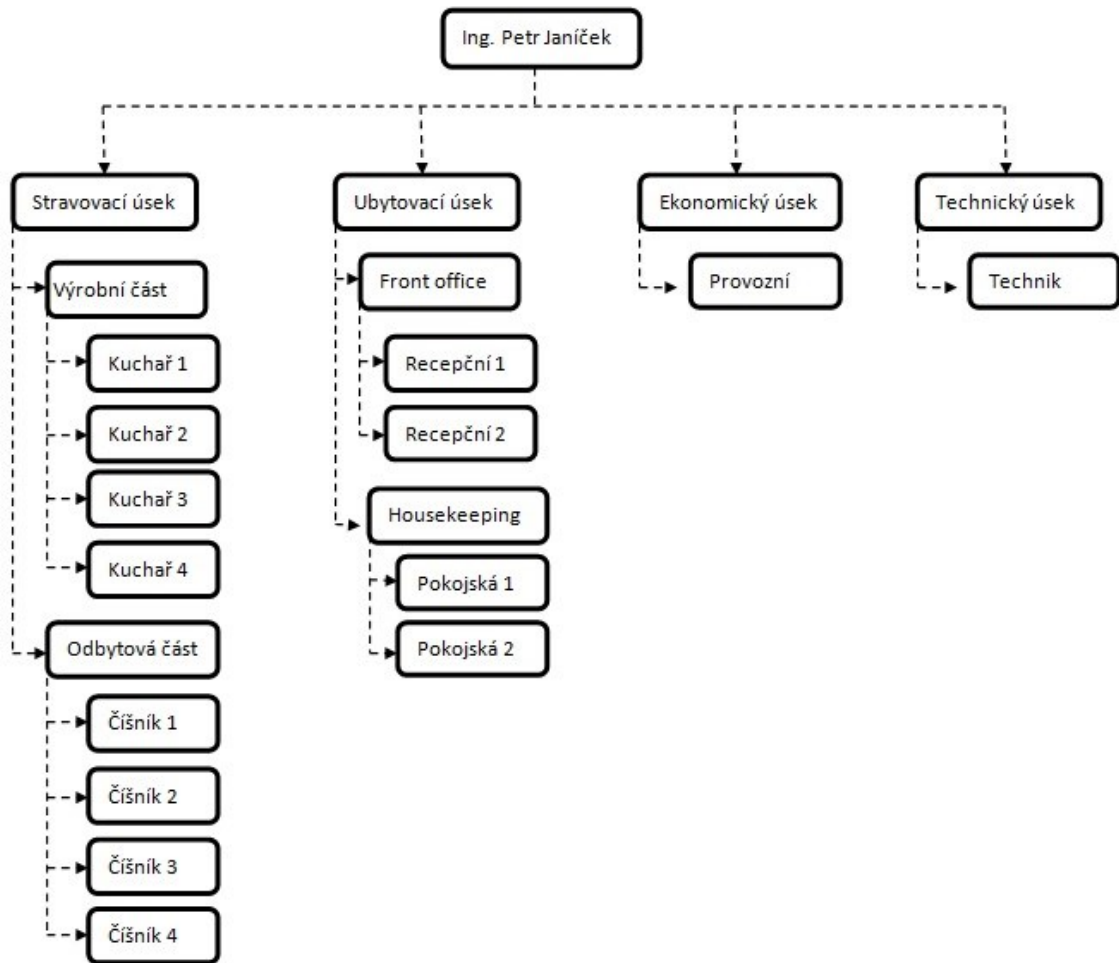 Ing. Petr Janíček
Stravovací úsek
Výrobní část
Kuchař 1
Kuchař 2
Kuchař 3
Kuchař 4
Odbytová část
Číšník 1
Číšník 2
Číšník 3
Číšník 4
Ubytovací úsek
Front office
Recepční 1
Recepční 2
Housekeeping
Pokojská 1
Pokojská 2
Ekonomický úsek
Provozní
Technický úsek
Technik